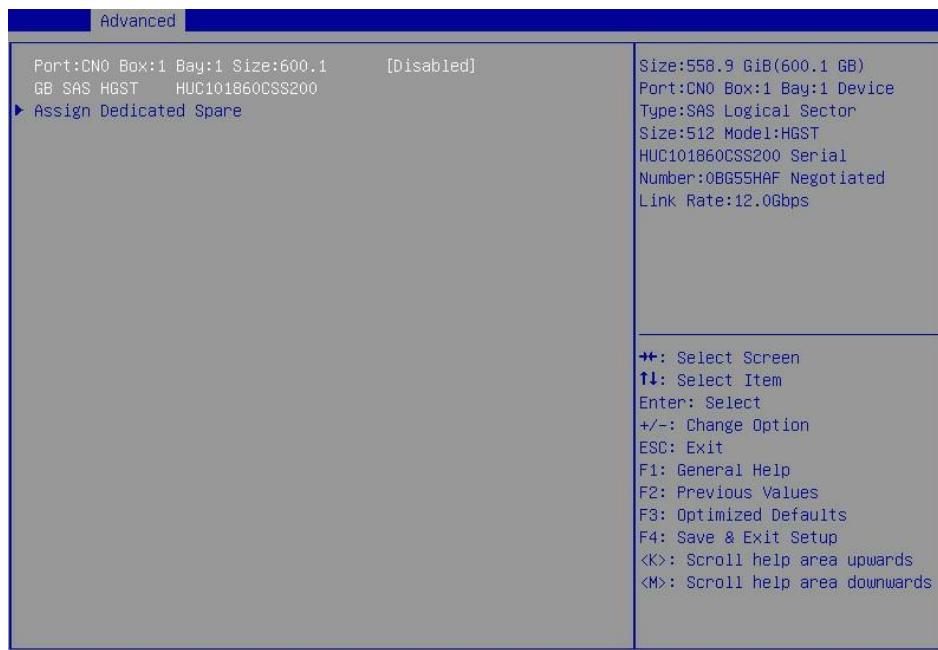 Advanced
Port:CN0 Box:1 Bay:1 Size:600.1 [Disabled]
GB SAS HGST HUC101860CSS200
Assign Dedicated Spare
Size:558.9 GiB(600.1 GB)
Port:CN0 Box:1 Bay:1 Device
Type:SAS Logical Sector
Size:512 Model:HGST
HUC101860CSS200 Serial
Number:0BG55HAF Negotiated
Link Rate:12.0Gbps
→←: Select Screen
↑↓: Select Item
Enter: Select
+/-: Change Option
ESC: Exit
F1: General Help
F2: Previous Values
F3: Optimized Defaults
F4: Save & Exit Setup
<K>: Scroll help area upwards
<M>: Scroll help area downwards